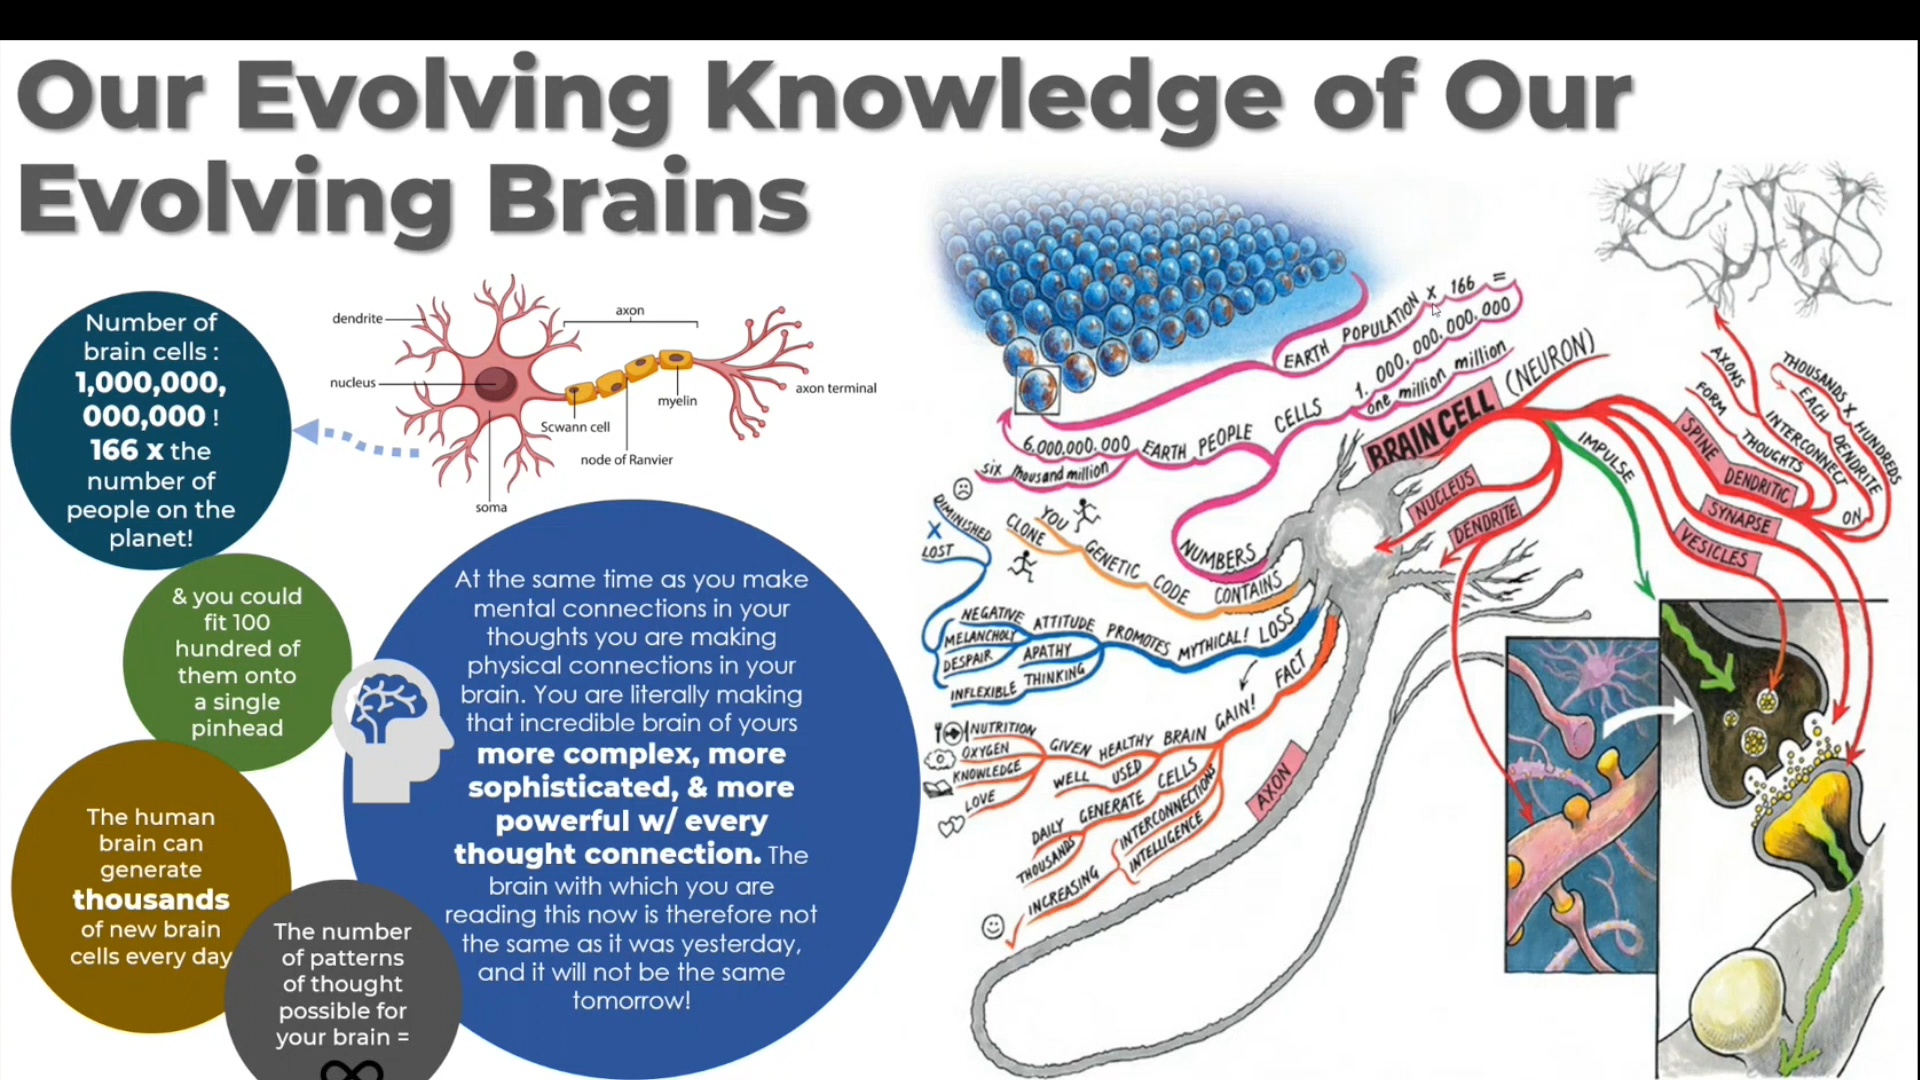 Our Evolving Knowledge of Our
Evolving Brains
Number of
brain cells :
1,000,000,
000,000 !
166 x the
number of
people on the
planet!
dendrite
axon
nucleus
axon terminal
myelin
Scwann cell
node of Ranvier
soma
& you could
fit 100
hundred of
them onto
a single
pinhead
The human
brain can
generate
thousands
of new brain
cells every day
The number
of patterns
of thought
possible for
your brain =
∞
At the same time as you make
mental connections in your
thoughts you are making
physical connections in your
brain. You are literally making
that incredible brain of yours
more complex, more
sophisticated, & more
powerful w/ every
thought connection. The
brain with which you are
reading this now is therefore not
the same as it was yesterday,
and it will not be the same
tomorrow!
EARTH POPULATION X 166 =
1.000.000.000.000
one million million
6,000.000.000 EARTH PEOPLE CELLS
six thousand million
NUMBERS
BRAIN CELL (NEURON)
NUCLEUS
DENDRITE
IMPULSE
SPINE DENDRITIC
SYNAPSE
VESICLES
AXONS INTERCONNECT
FORM THOUGHTS
THOUSANDS X HUNDREDS
EACH DENDRITE
ON
YOU
CLONE
GENETIC CODE CONTAINS
DIMINISHED
X
LOST
NEGATIVE
MELANCHOLY
DESPAIR
INFLEXIBLE THINKING
APATHY
ATTITUDE PROMOTES MYTHICAL! LOSS
FACT
GAIN!
NUTRITION
OXYGEN
KNOWLEDGE
LOVE
GIVEN HEALTHY BRAIN
WELL USED CELLS
DAILY GENERATE
THOUSANDS
INCREASING
INTERCONNECTIONS
INTELLIGENCE
AXON